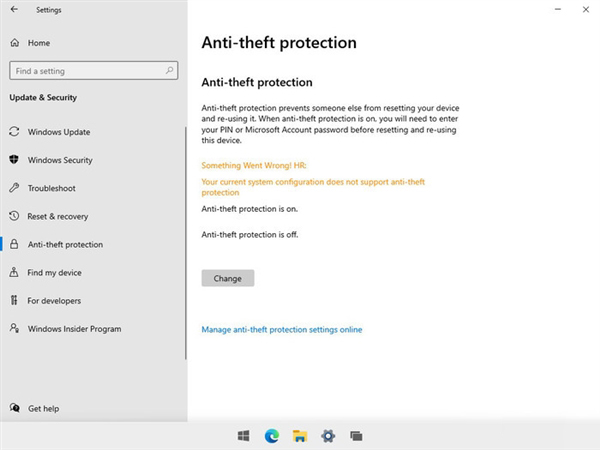 Settings
Home
Find a setting
Update & Security
Windows Update
Windows Security
Troubleshoot
Reset & recovery
Anti-theft protection
Find my device
For developers
Windows Insider Program
Get help
Anti-theft protection
Anti-theft protection
Anti-theft protection prevents someone else from resetting your device
and re-using it. When anti-theft protection is on, you will need to enter
your PIN or Microsoft Account password before resetting and re-using
this device.
Something Went Wrong! HR:
Your current system configuration does not support anti-theft
protection
Anti-theft protection is on.
Anti-theft protection is off.
Change
Manage anti-theft protection settings online